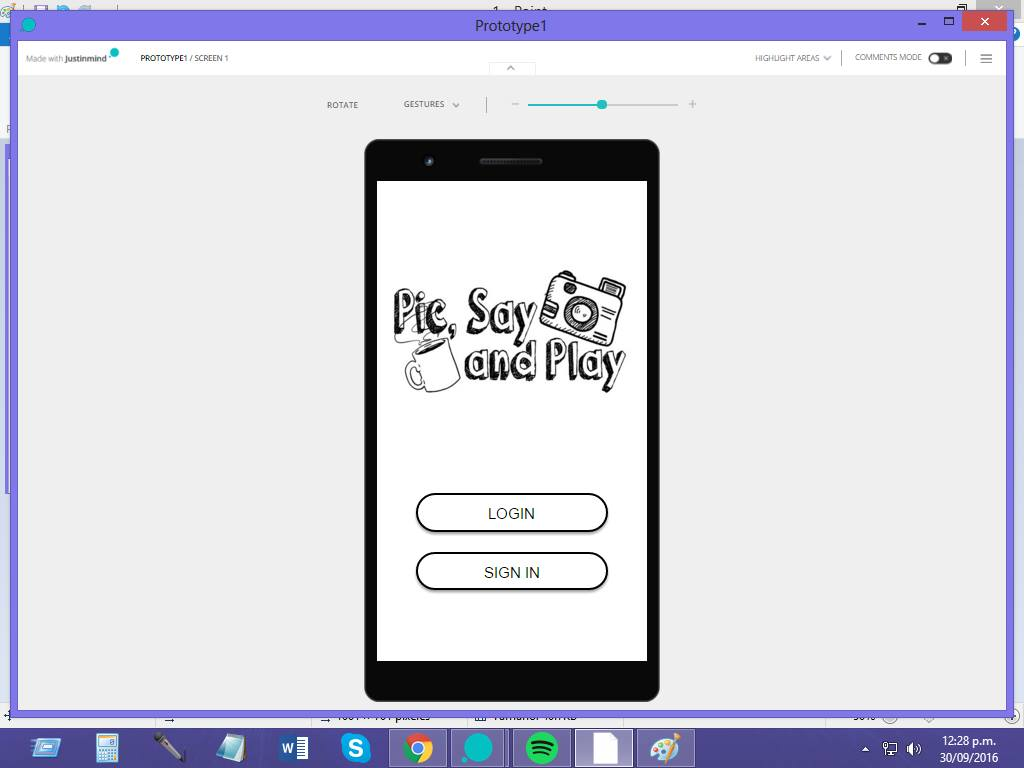 Prototype1
Made with Justinmind
PROTOTYPE1 / SCREEN 1
HIGHLIGHT AREAS
COMMENTS MODE
ROTATE
GESTURES
Pic, Say
and Play
LOGIN
SIGN IN
12:28 p.m.
30/09/2016